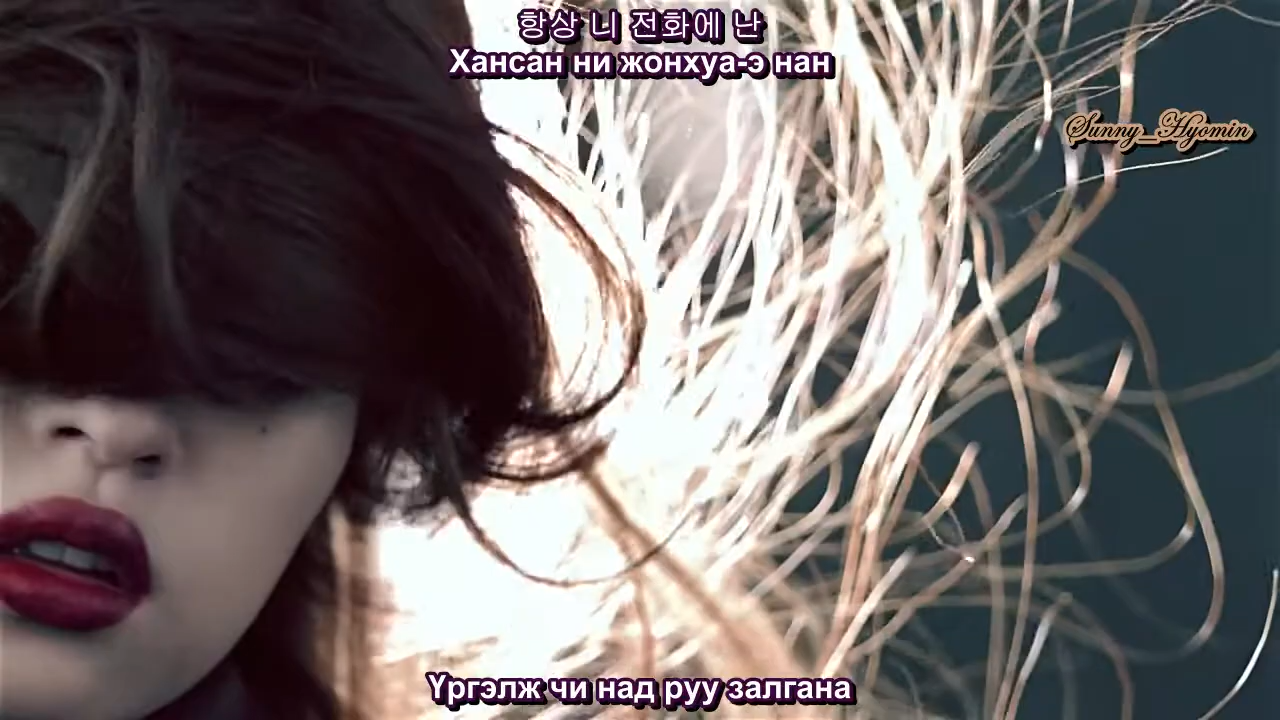 항상 니 전화에 난
Хансан ни жонхуа-э нан
Sunny_Hyomin
Үргэлж чи над руу залгана